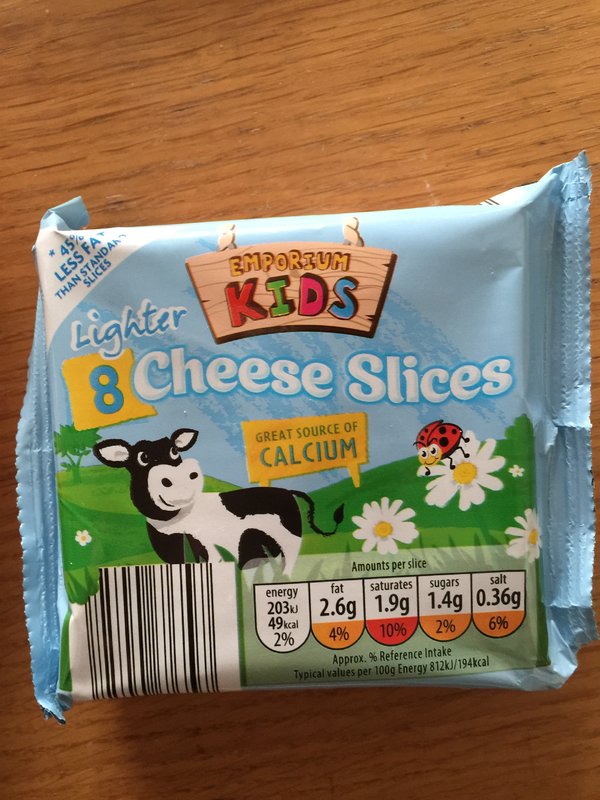 * 45%
LESS FAT
THAN STANDARD
SLICES
EMPORIUM
KIDS
Lighter
8 Cheese Slices
GREAT SOURCE OF
CALCIUM
Amounts per slice
energy 203kJ 49kcal 2%
fat 2.6g 4%
saturates 1.9g 10%
sugars 1.4g 2%
salt 0.36g 6%
Approx. % Reference Intake
Typical values per 100g Energy 812kJ/194kcal